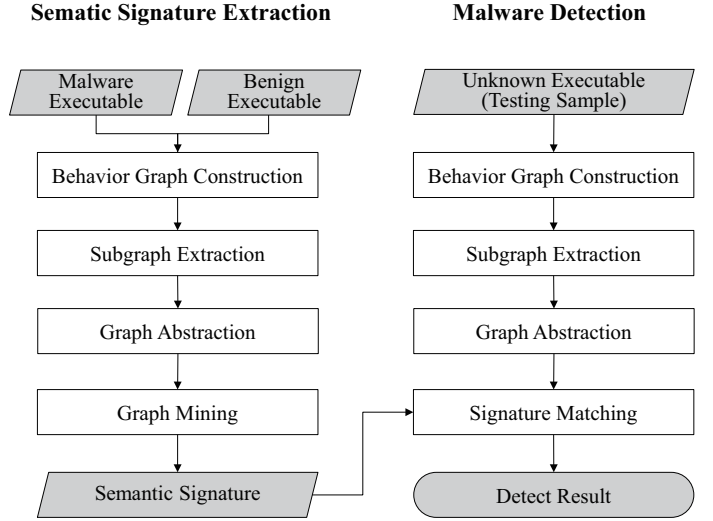 Sematic Signature Extraction
Malware
Executable
Benign
Executable
Behavior Graph Construction
Subgraph Extraction
Graph Abstraction
Graph Mining
Semantic Signature
Malware Detection
Unknown Executable
(Testing Sample)
Behavior Graph Construction
Subgraph Extraction
Graph Abstraction
Signature Matching
Detect Result